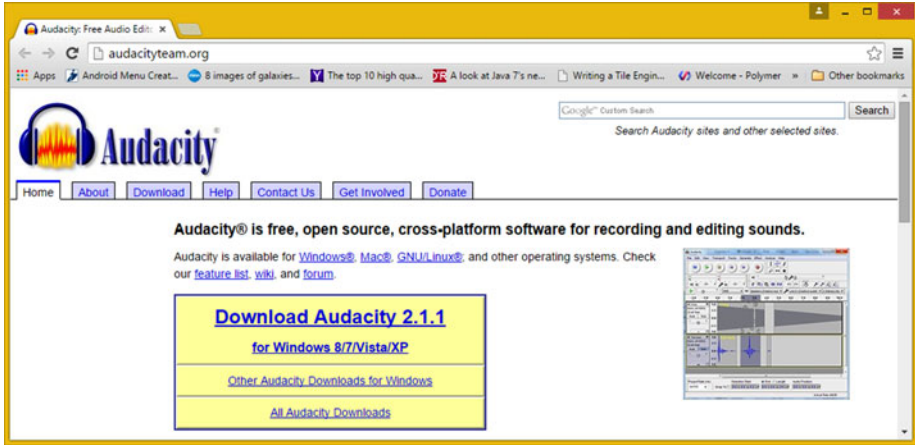 Audacity: Free Audio Edit
audacityteam.org
Apps Android Menu Creat... 8 images of galaxies... The top 10 high qua... A look at Java 7's ne... Writing a Tile Engin... Welcome - Polymer » Other bookmarks
Google™ Custom Search Search
Search Audacity sites and other selected sites.
Audacity®
Home About Download Help Contact Us Get Involved Donate
Audacity® is free, open source, cross-platform software for recording and editing sounds.
Audacity is available for Windows®, Mac®, GNU/Linux®, and other operating systems. Check
our feature list, wiki, and forum.
Download Audacity 2.1.1
for Windows 8/7/Vista/XP
Other Audacity Downloads for Windows
All Audacity Downloads